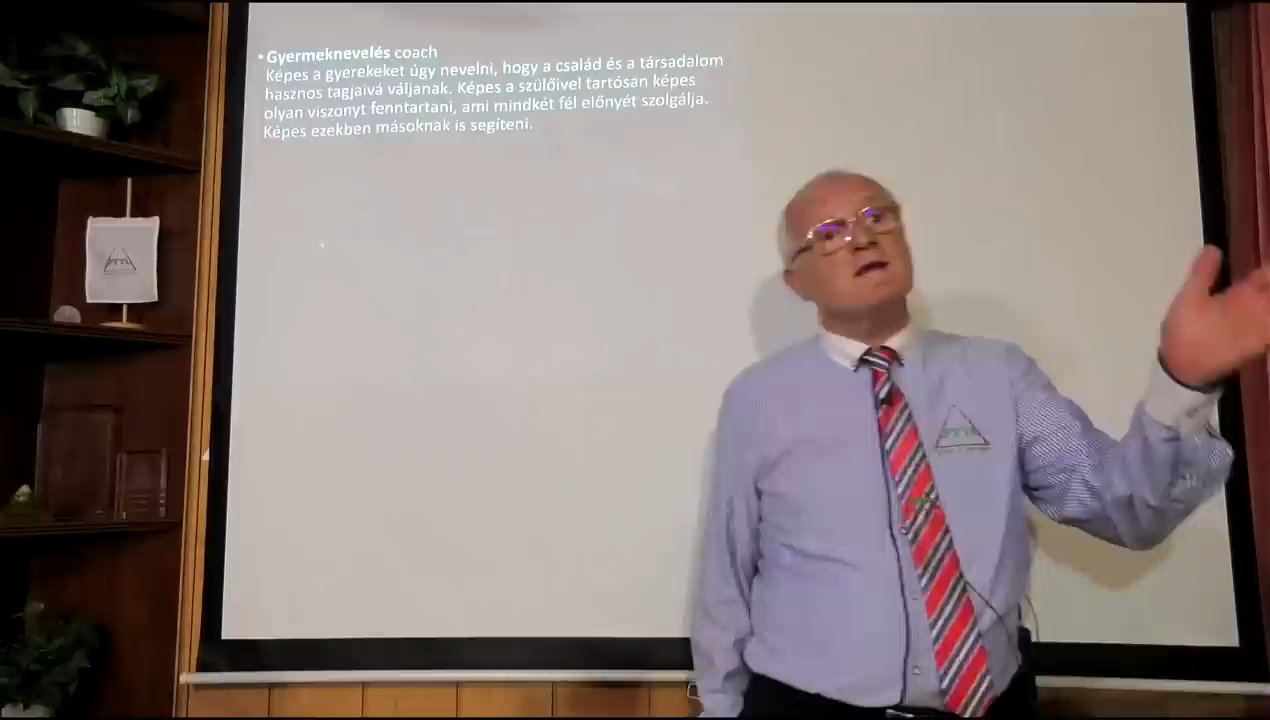 • Gyermeknevelés coach
Képes a gyerekeket úgy nevelni, hogy a család és a társadalom
hasznos tagjaivá váljanak. Képes a szülőivel tartósan képes
olyan viszonyt fenntartani, ami mindkét fél előnyét szolgálja.
Képes ezekben másoknak is segíteni.